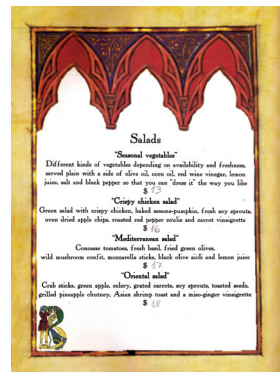 Salads
"Seasonal vegetables"
Different kinds of vegetables depending on availability and freshness,
served plain with a side of olive oil, corn oil, red wine vinegar, lemon
juice, salt and black pepper so that you can "dress it" the way you like
$ 13
"Crispy chicken salad"
Green salad with crispy chicken, baked sesame-pumpkin, fresh soy sprouts,
oven dried apple chips, roasted red pepper ovulis and carrot vinaigrette
$ 16
"Mediterranean salad"
Concasse tomatoes, fresh basil, fried green olives,
wild mushroom confit, mozzarella sticks, black olive aioli and lemon juice
$ 17
"Oriental salad"
Crab sticks, green apple, celery, grated carrots, soy sprouts, toasted seeds,
grilled pineapple chutney, Asian shrimp toast and a miso-ginger vinaigrette
$ 18